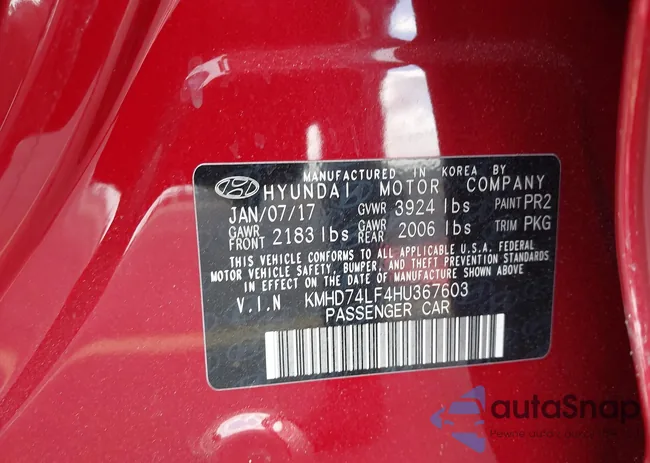 MANUFACTURED IN KOREA BY
HYUNDAI MOTOR COMPANY
JAN/07/17 GVWR 3924 lbs PAINT PR2
GAWR FRONT 2183 lbs GAWR REAR 2006 lbs TRIM PKG
THIS VEHICLE CONFORMS TO ALL APPLICABLE U.S.A. FEDERAL
MOTOR VEHICLE SAFETY, BUMPER, AND THEFT PREVENTION STANDARDS
IN EFFECT ON THE DATE OF MANUFACTURE SHOWN ABOVE
V.I.N KMHD74LF4HU367603
PASSENGER CAR
autaSnap